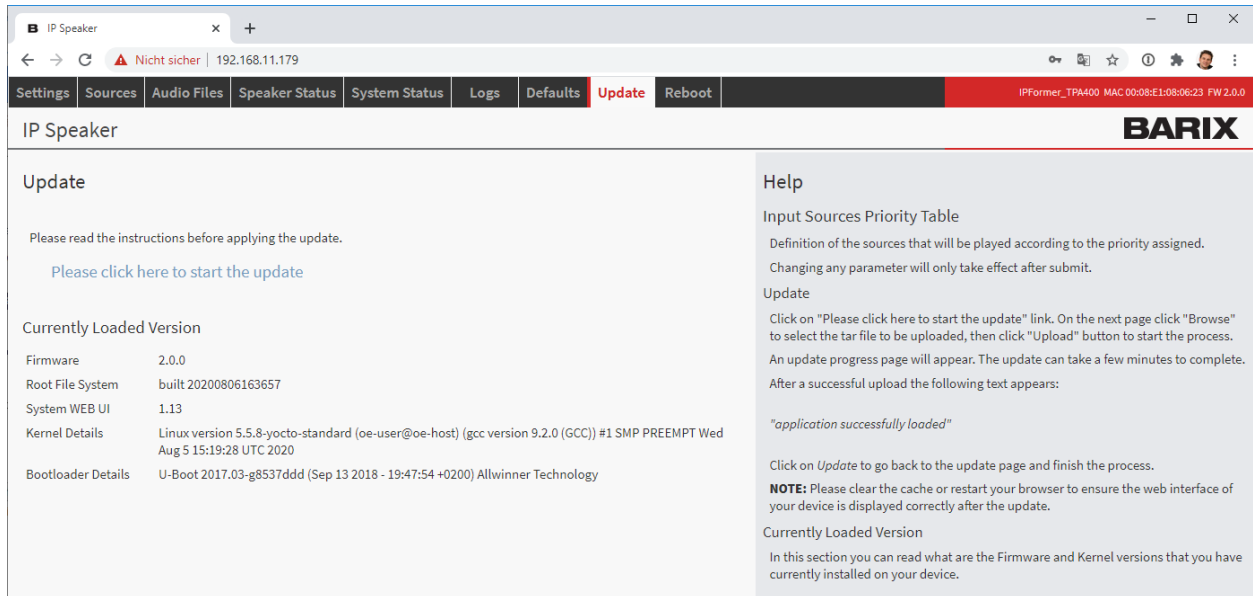 B IP Speaker
Nicht sicher | 192.168.11.179
Settings Sources Audio Files Speaker Status System Status Logs Defaults Update Reboot
IPFormer_TPA400 MAC 00:08:E1:08:06:23 FW 2.0.0
IP Speaker
BARIX
Update
Please read the instructions before applying the update.
Please click here to start the update
Currently Loaded Version
Firmware 2.0.0
Root File System built 20200806163657
System WEB UI 1.13
Kernel Details Linux version 5.5.8-yocto-standard (oe-user@oe-host) (gcc version 9.2.0 (GCC)) #1 SMP PREEMPT Wed
Aug 5 15:19:28 UTC 2020
Bootloader Details U-Boot 2017.03-g8537ddd (Sep 13 2018 - 19:47:54 +0200) Allwinner Technology
Help
Input Sources Priority Table
Definition of the sources that will be played according to the priority assigned.
Changing any parameter will only take effect after submit.
Update
Click on "Please click here to start the update" link. On the next page click "Browse"
to select the tar file to be uploaded, then click "Upload" button to start the process.
An update progress page will appear. The update can take a few minutes to complete.
After a successful upload the following text appears:
"application successfully loaded"
Click on Update to go back to the update page and finish the process.
NOTE: Please clear the cache or restart your browser to ensure the web interface of
your device is displayed correctly after the update.
Currently Loaded Version
In this section you can read what are the Firmware and Kernel versions that you have
currently installed on your device.